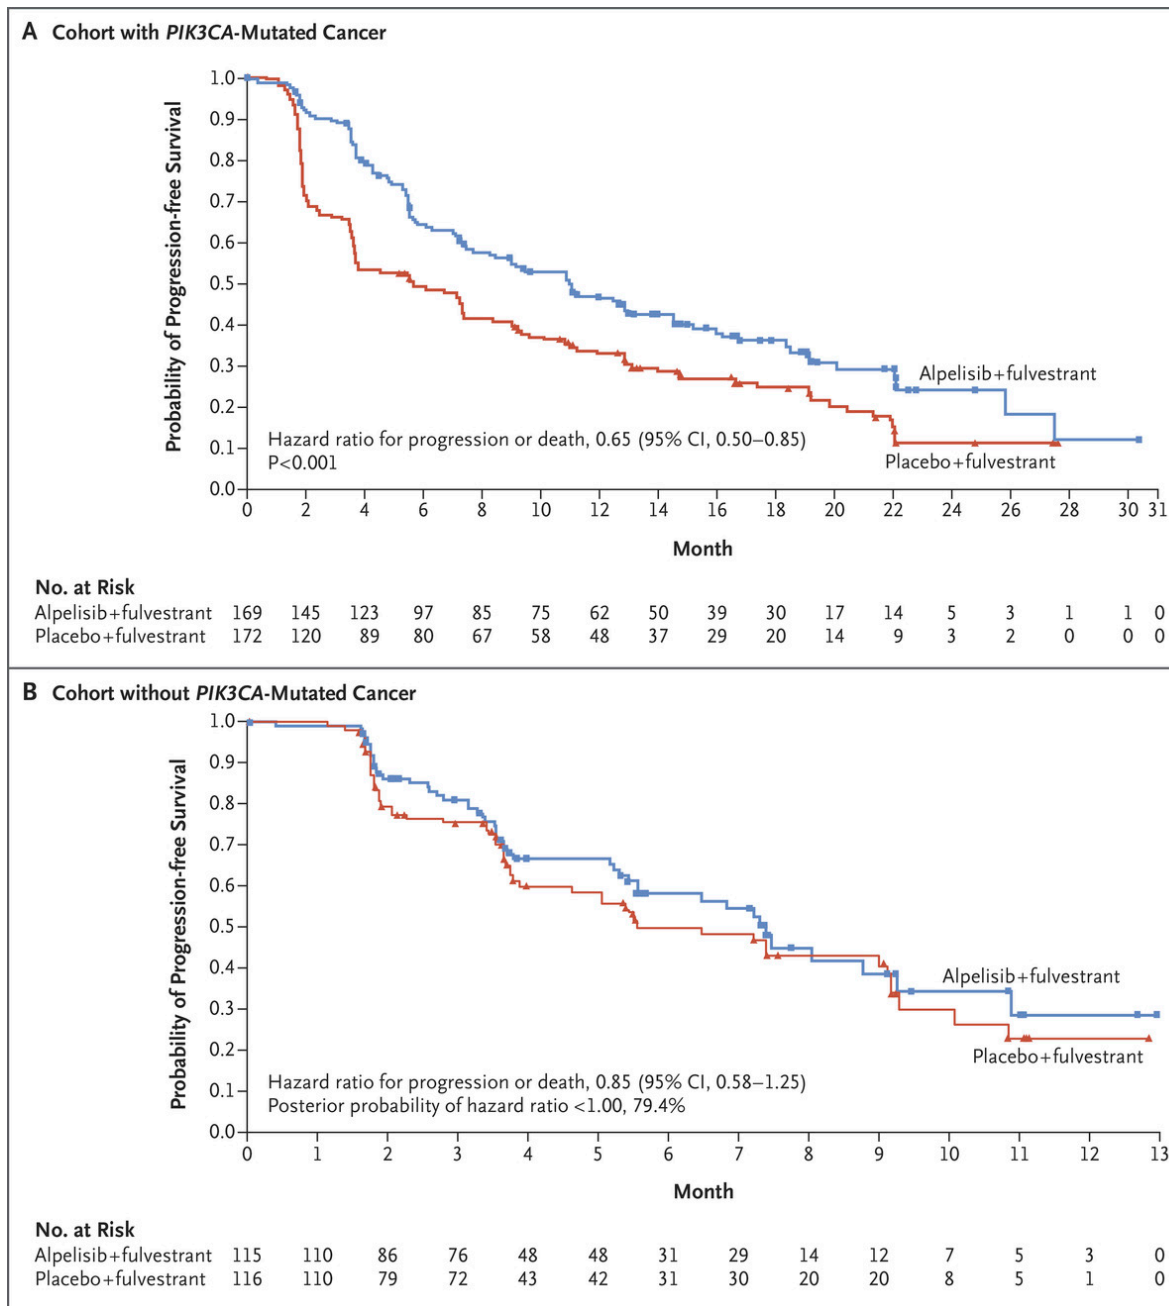 A Cohort with PIK3CA-Mutated Cancer
Probability of Progression-free Survival
1.0
0.9
0.8
0.7
0.6
0.5
0.4
0.3
0.2
0.1
0.0
Alpelisib+fulvestrant
Placebo+fulvestrant
Hazard ratio for progression or death, 0.65 (95% CI, 0.50–0.85)
P<0.001
0 2 4 6 8 10 12 14 16 18 20 22 24 26 28 30 31
Month
No. at Risk
Alpelisib+fulvestrant 169 145 123 97 85 75 62 50 39 30 17 14 5 3 1 1 0
Placebo+fulvestrant 172 120 89 80 67 58 48 37 29 20 14 9 3 2 0 0 0
B Cohort without PIK3CA-Mutated Cancer
Probability of Progression-free Survival
1.0
0.9
0.8
0.7
0.6
0.5
0.4
0.3
0.2
0.1
0.0
Alpelisib+fulvestrant
Placebo+fulvestrant
Hazard ratio for progression or death, 0.85 (95% CI, 0.58–1.25)
Posterior probability of hazard ratio <1.00, 79.4%
0 1 2 3 4 5 6 7 8 9 10 11 12 13
Month
No. at Risk
Alpelisib+fulvestrant 115 110 86 76 48 48 31 29 14 12 7 5 3 0
Placebo+fulvestrant 116 110 79 72 43 42 31 30 20 20 8 5 1 0